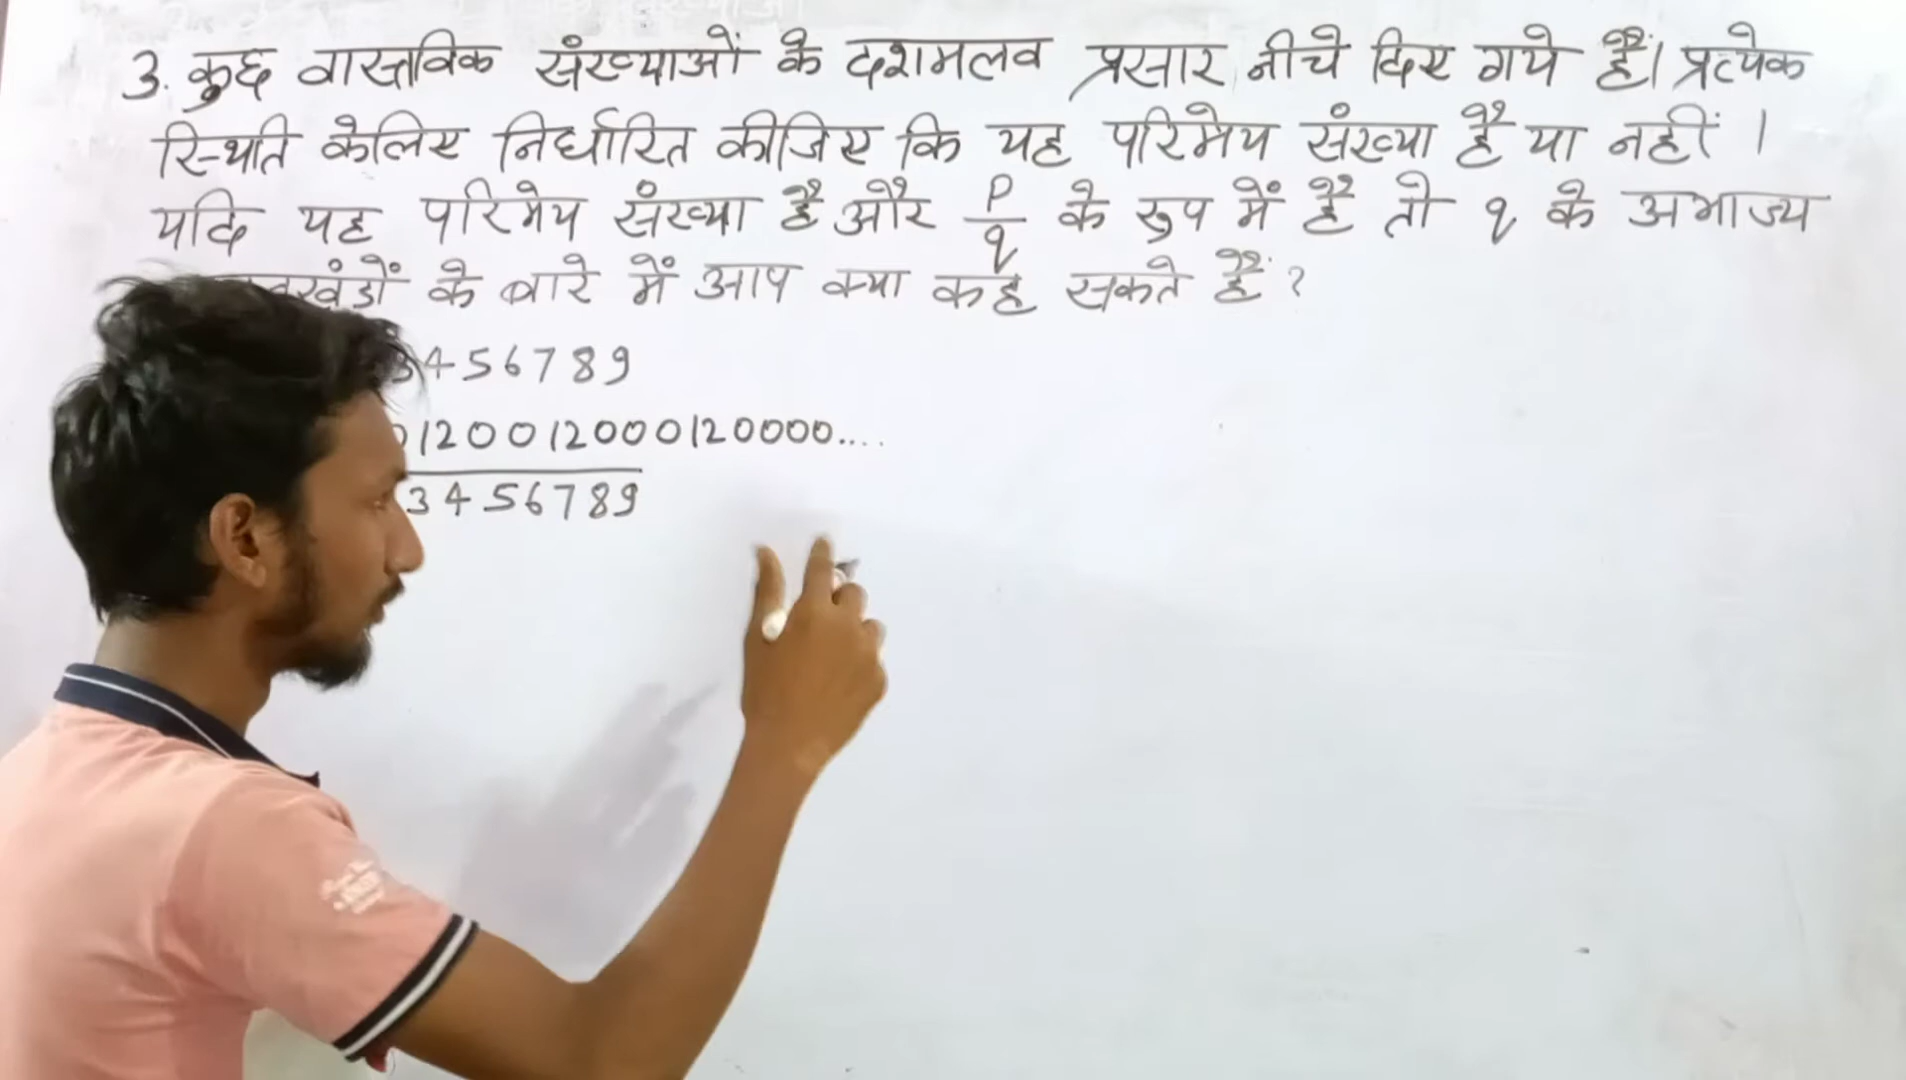 3. कुछ वास्तविक संख्याओं के दशमलव प्रसार नीचे दिए गये हैं। प्रत्येक
स्थिति केलिए निर्धारित कीजिए कि यह परिमेय संख्या है या नहीं ।
यदि यह परिमेय संख्या है और p/q के रुप में है तो q के अभाज्य
के बारे में आप क्या कह सकते हैं ?
3456789
0120012000120000....
3456789